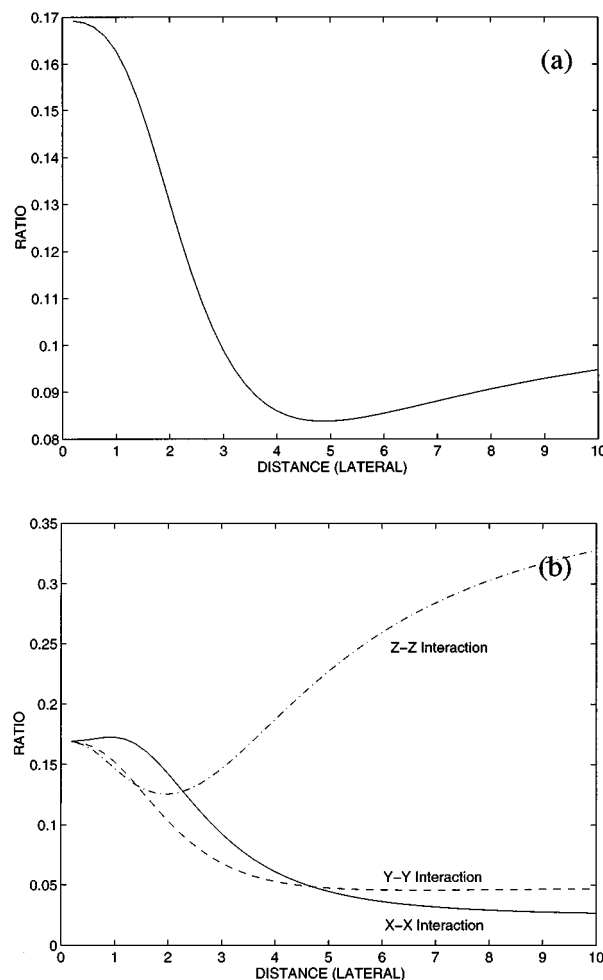 0.17
(a)
0.16
0.15
0.14
0.13
RATIO
0.12
0.11
0.1
0.09
0.08
0 1 2 3 4 5 6 7 8 9 10
DISTANCE (LATERAL)
0.35
(b)
0.3
Z-Z Interaction
0.25
0.2
RATIO
0.15
0.1
Y-Y Interaction
0.05
X-X Interaction
0
0 1 2 3 4 5 6 7 8 9 10
DISTANCE (LATERAL)